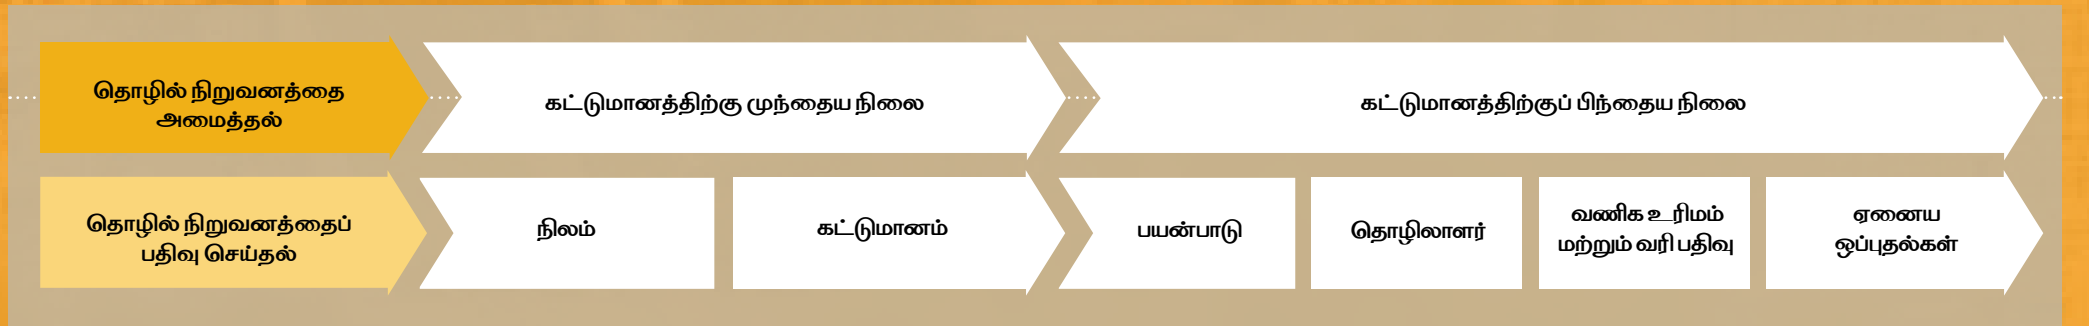 தொழில் நிறுவனத்தை
அமைத்தல்
கட்டுமானத்திற்கு முந்தைய நிலை
கட்டுமானத்திற்குப் பிந்தைய நிலை
தொழில் நிறுவனத்தைப்
பதிவு செய்தல்
நிலம்
கட்டுமானம்
பயன்பாடு
தொழிலாளர்
வணிக உரிமம்
மற்றும் வரி பதிவு
ஏனைய
ஒப்புதல்கள்